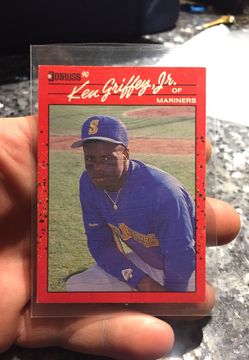 DONRUSS 90
Ken Griffey, Jr. OF
MARINERS
S